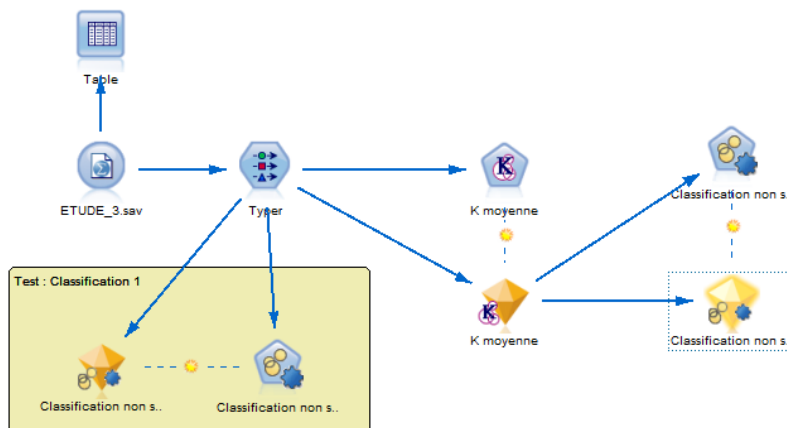 Table
ETUDE_3.sav
Typer
K moyenne
Classification non s..
Test : Classification 1
K moyenne
Classification non s..
Classification non s..
Classification non s..